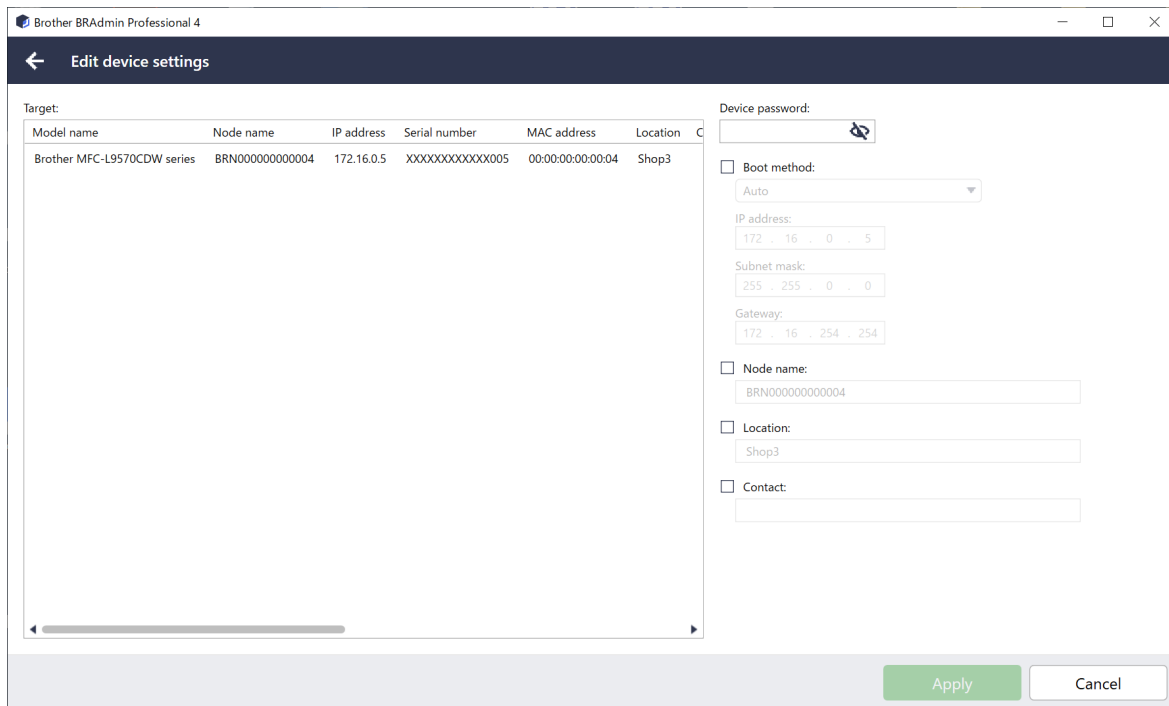 Brother BRAdmin Professional 4
Edit device settings
Target:
Model name Node name IP address Serial number MAC address Location C
Brother MFC-L9570CDW series BRN000000000004 172.16.0.5 XXXXXXXXXXXX005 00:00:00:00:00:04 Shop3
Device password:
Boot method:
Auto
IP address:
172 . 16 . 0 . 5
Subnet mask:
255 . 255 . 0 . 0
Gateway:
172 . 16 . 254 . 254
Node name:
BRN000000000004
Location:
Shop3
Contact:
Apply Cancel